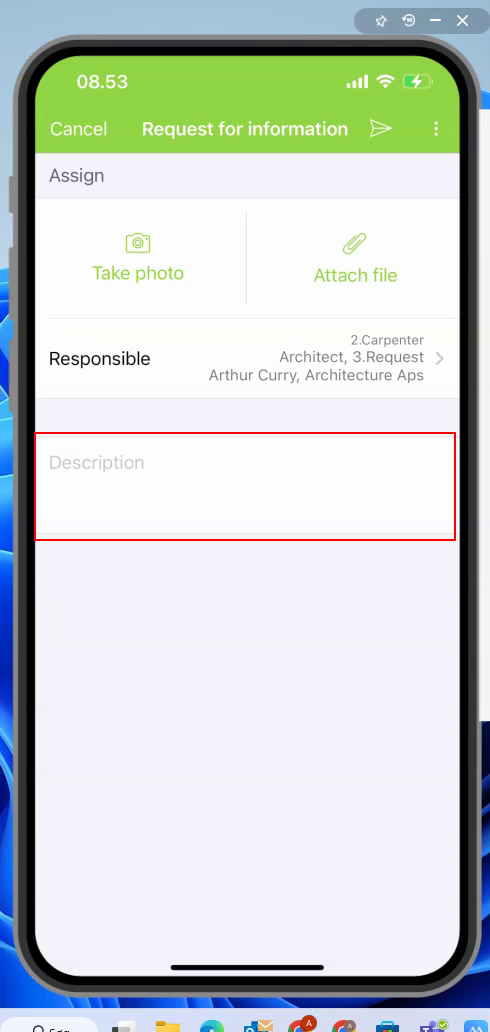 08.53
Cancel Request for information
Assign
Take photo
Attach file
2.Carpenter
Responsible Architect, 3.Request
Arthur Curry, Architecture Aps
Description